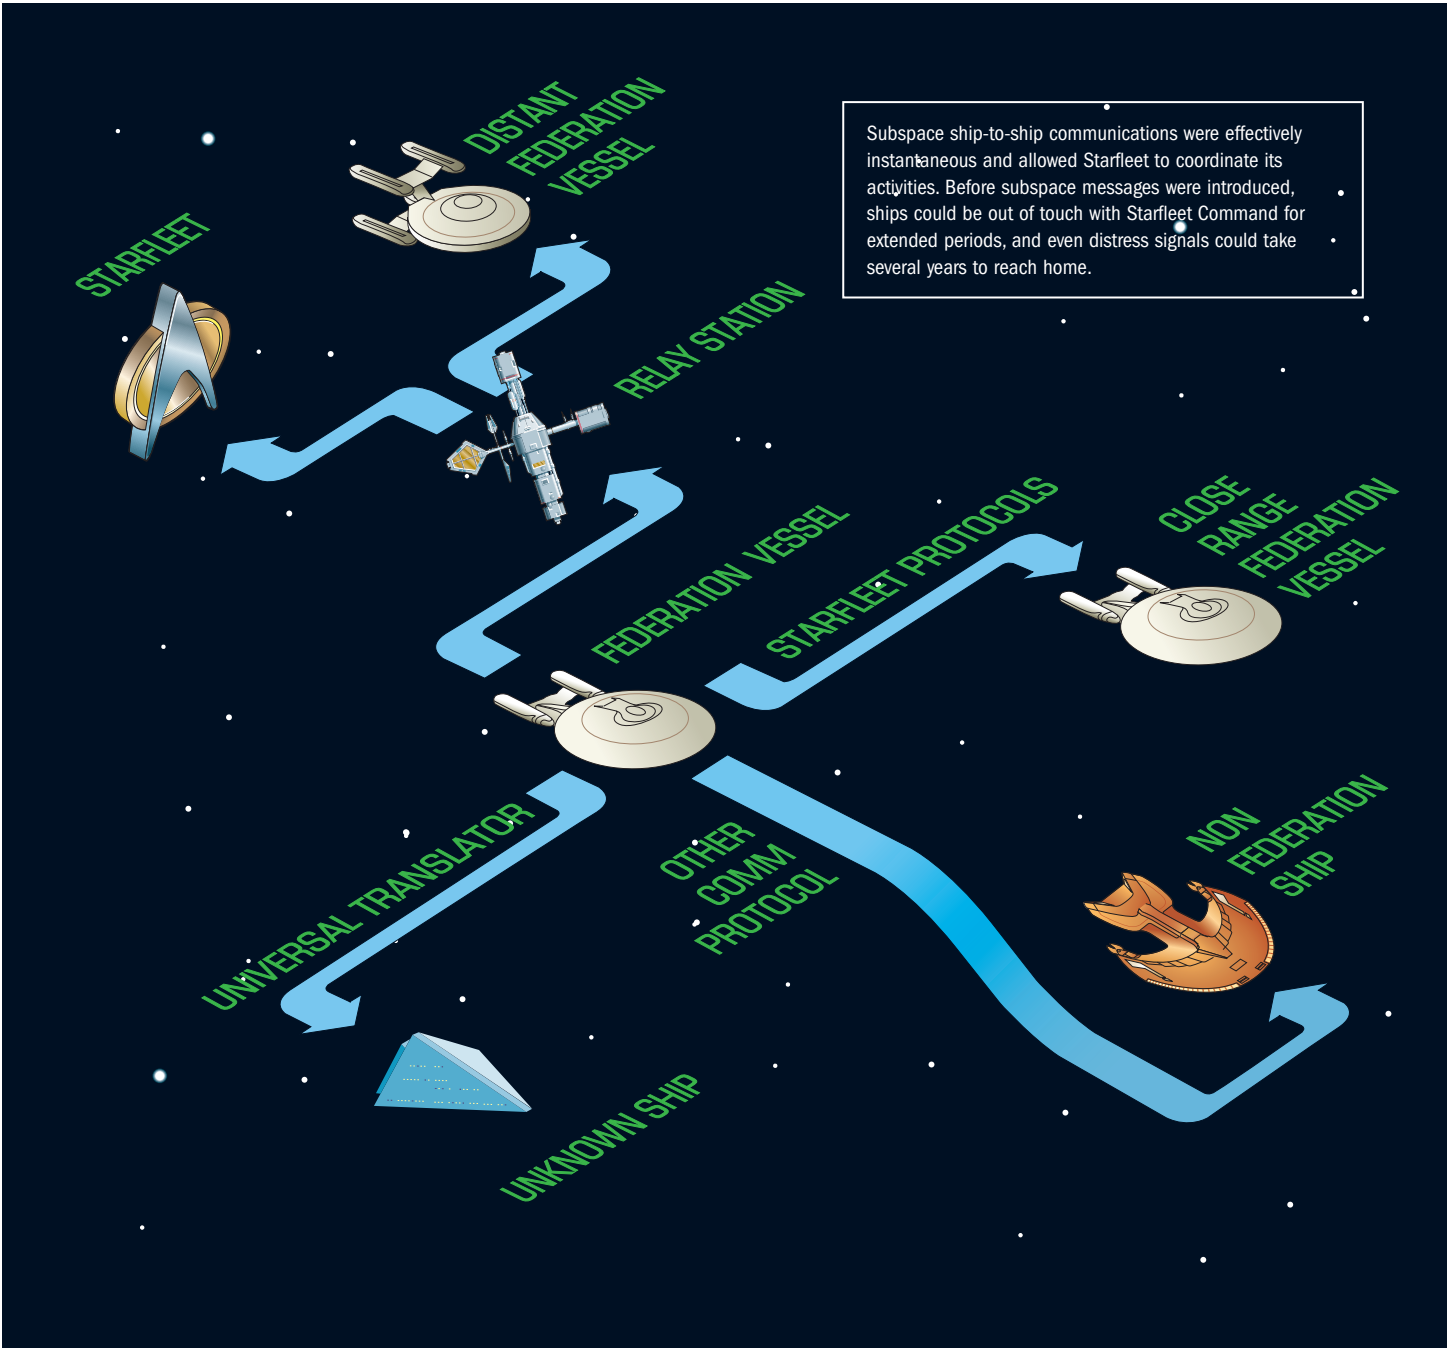 DISTANT
FEDERATION
VESSEL
Subspace ship-to-ship communications were effectively
instantaneous and allowed Starfleet to coordinate its
activities. Before subspace messages were introduced,
ships could be out of touch with Starfleet Command for
extended periods, and even distress signals could take
several years to reach home.
STARFLEET
RELAY STATION
FEDERATION VESSEL
STARFLEET PROTOCOLS
CLOSE
RANGE
FEDERATION
VESSEL
UNIVERSAL TRANSLATOR
OTHER
COMM
PROTOCOL
NON
FEDERATION
SHIP
UNKNOWN SHIP